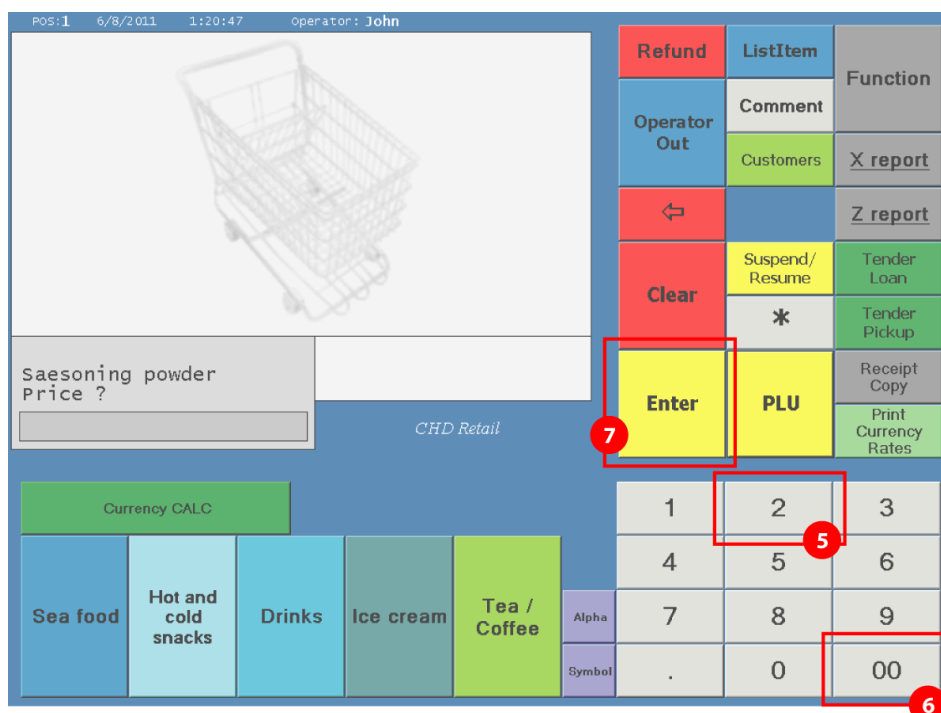 POS:1 6/8/2011 1:20:47 Operator: John
Refund
ListItem
Function
Operator
Out
Comment
Customers
X report
⇦
Z report
Clear
Suspend/
Resume
Tender
Loan
*
Tender
Pickup
Saesoning powder
Price ?
CHD Retail
7
Enter
PLU
Receipt
Copy
Print
Currency
Rates
Currency CALC
1
2
3
5
4
5
6
Sea food
Hot and
cold
snacks
Drinks
Ice cream
Tea /
Coffee
Alpha
7
8
9
Symbol
.
0
00
6